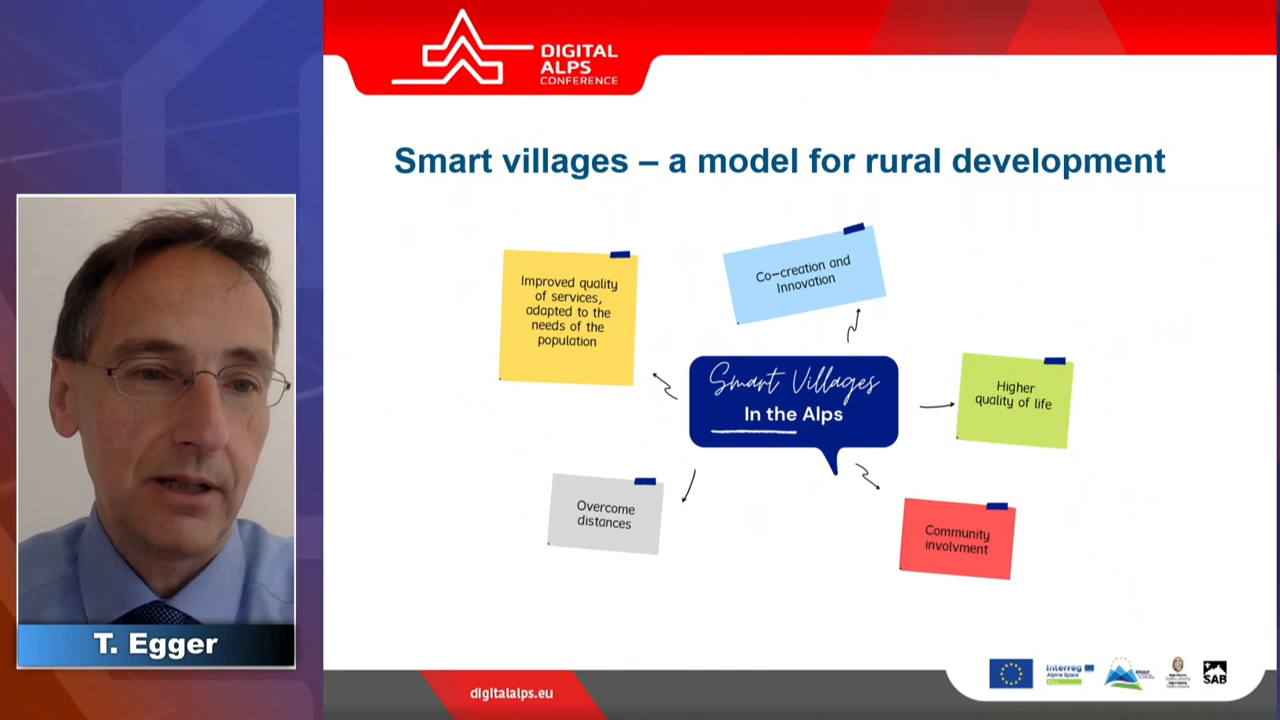 DIGITAL
ALPS
CONFERENCE
Smart villages – a model for rural development
Improved quality
of services,
adapted to the
needs of the
population
Co-creation and
Innovation
Smart Villages
In the Alps
Higher
quality of life
Overcome
distances
Community
involvment
T. Egger
digitalalps.eu
Interreg
Alpine Space
SAB